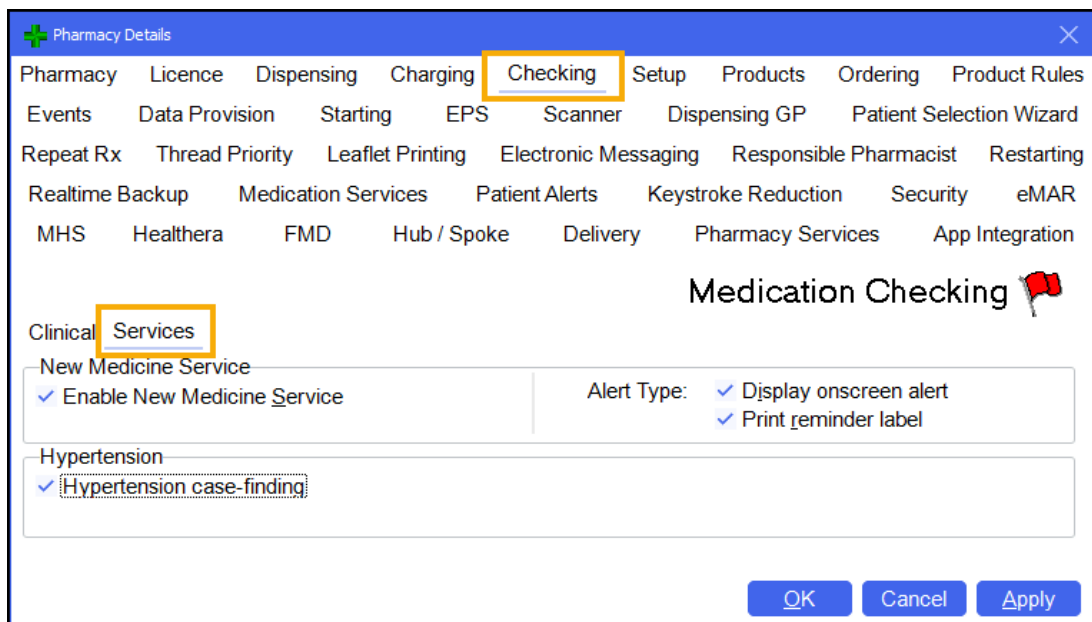 Pharmacy Details
Pharmacy Licence Dispensing Charging Checking Setup Products Ordering Product Rules
Events Data Provision Starting EPS Scanner Dispensing GP Patient Selection Wizard
Repeat Rx Thread Priority Leaflet Printing Electronic Messaging Responsible Pharmacist Restarting
Realtime Backup Medication Services Patient Alerts Keystroke Reduction Security eMAR
MHS Healthera FMD Hub / Spoke Delivery Pharmacy Services App Integration
Medication Checking
Clinical Services
New Medicine Service
Enable New Medicine Service Alert Type: Display onscreen alert
Print reminder label
Hypertension
Hypertension case-finding
OK Cancel Apply